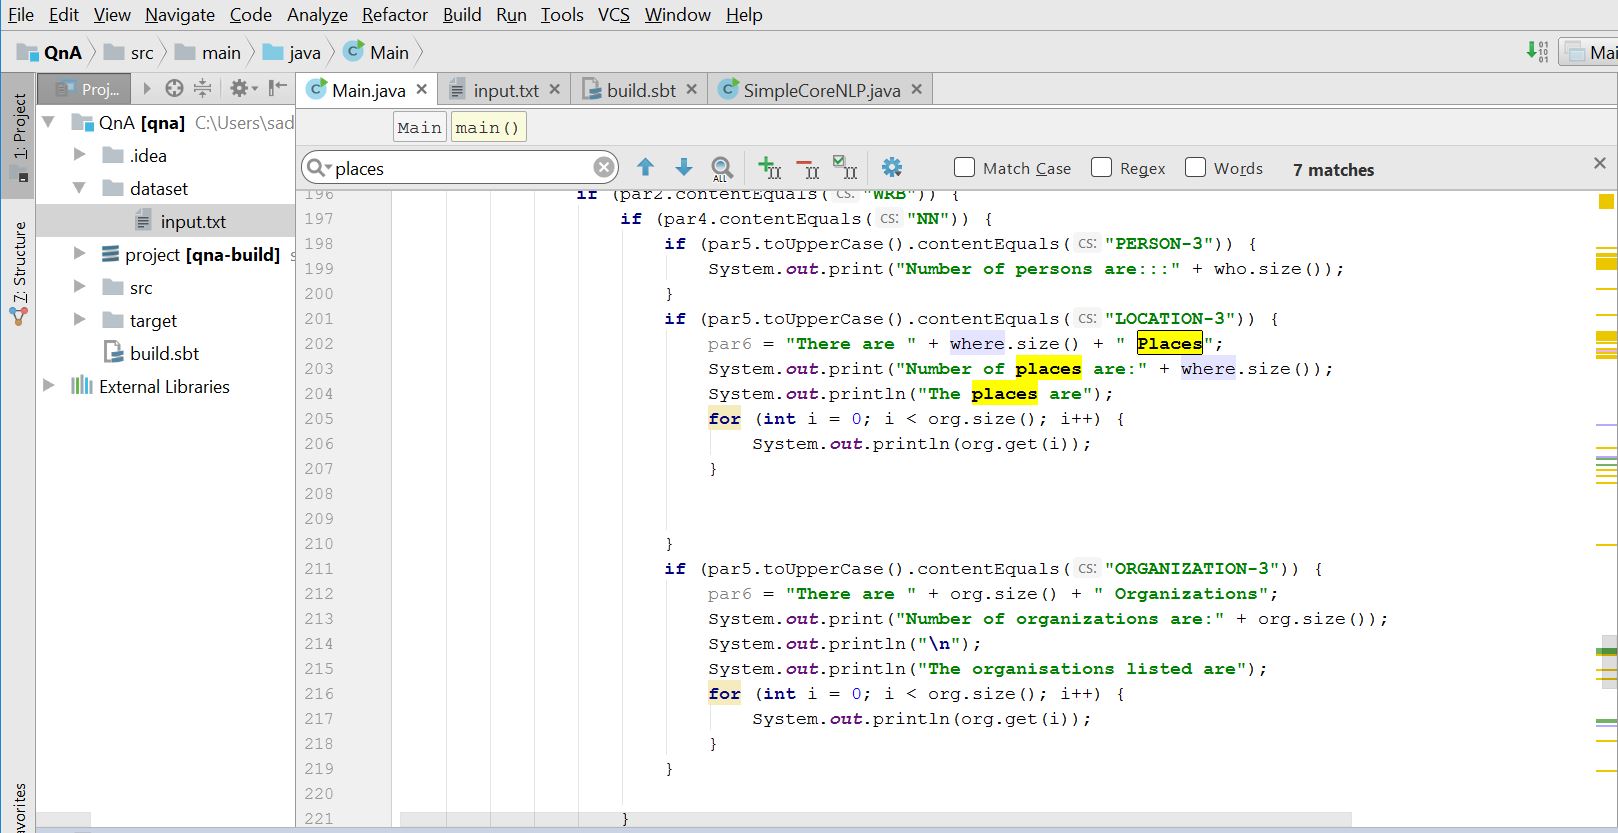 File Edit View Navigate Code Analyze Refactor Build Run Tools VCS Window Help
QnA src main java Main
Mai
Proj...
Main.java input.txt build.sbt SimpleCoreNLP.java
1: Project
7: Structure
avorites
QnA [qna] C:\Users\sad
.idea
dataset
input.txt
project [qna-build] s
src
target
build.sbt
External Libraries
Main main()
places ALL Match Case Regex Words 7 matches
196 if (par2.contentEquals( cs: "WRB")) {
197 if (par4.contentEquals( cs: "NN")) {
198 if (par5.toUpperCase().contentEquals( cs: "PERSON-3")) {
199 System.out.print("Number of persons are:::" + who.size());
200 }
201 if (par5.toUpperCase().contentEquals( cs: "LOCATION-3")) {
202 par6 = "There are " + where.size() + " Places";
203 System.out.print("Number of places are:" + where.size());
204 System.out.println("The places are");
205 for (int i = 0; i < org.size(); i++) {
206 System.out.println(org.get(i));
207 }
208
209
210 }
211 if (par5.toUpperCase().contentEquals( cs: "ORGANIZATION-3")) {
212 par6 = "There are " + org.size() + " Organizations";
213 System.out.print("Number of organizations are:" + org.size());
214 System.out.println("\n");
215 System.out.println("The organisations listed are");
216 for (int i = 0; i < org.size(); i++) {
217 System.out.println(org.get(i));
218 }
219 }
220
221 }